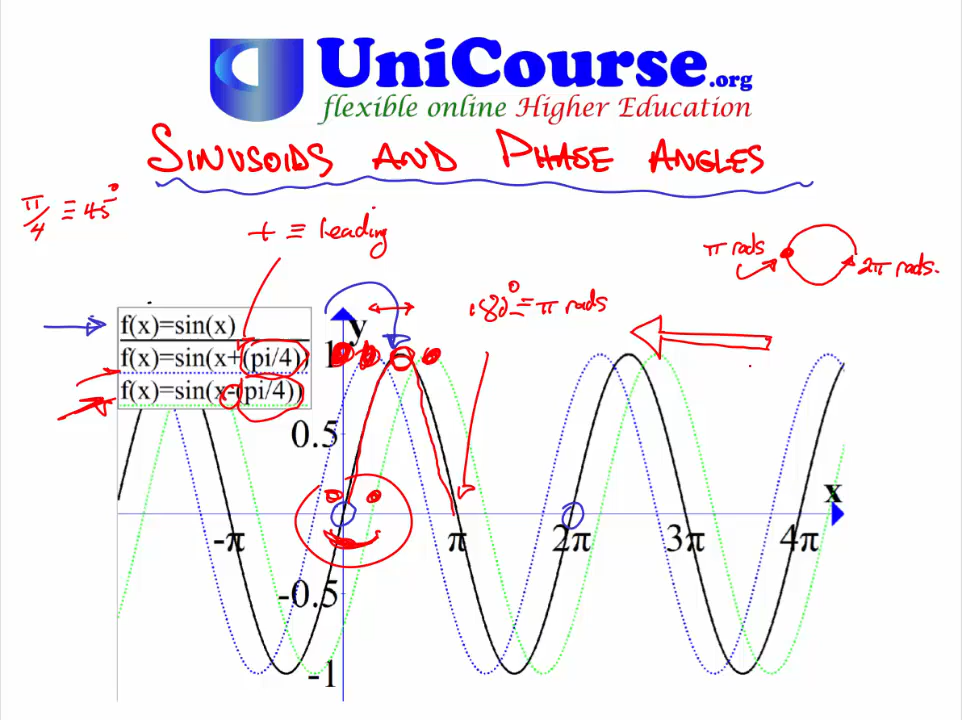 UniCourse.org
flexible online Higher Education
SINUSOIDS AND PHASE ANGLES
π/4 ≡ 45°
+ ≡ leading
π rads
2π rads.
180° = π rads
f(x)=sin(x)
f(x)=sin(x+(pi/4))
f(x)=sin(x-(pi/4))
y
1
0.5
x
-π
π
2π
3π
4π
-0.5
-1